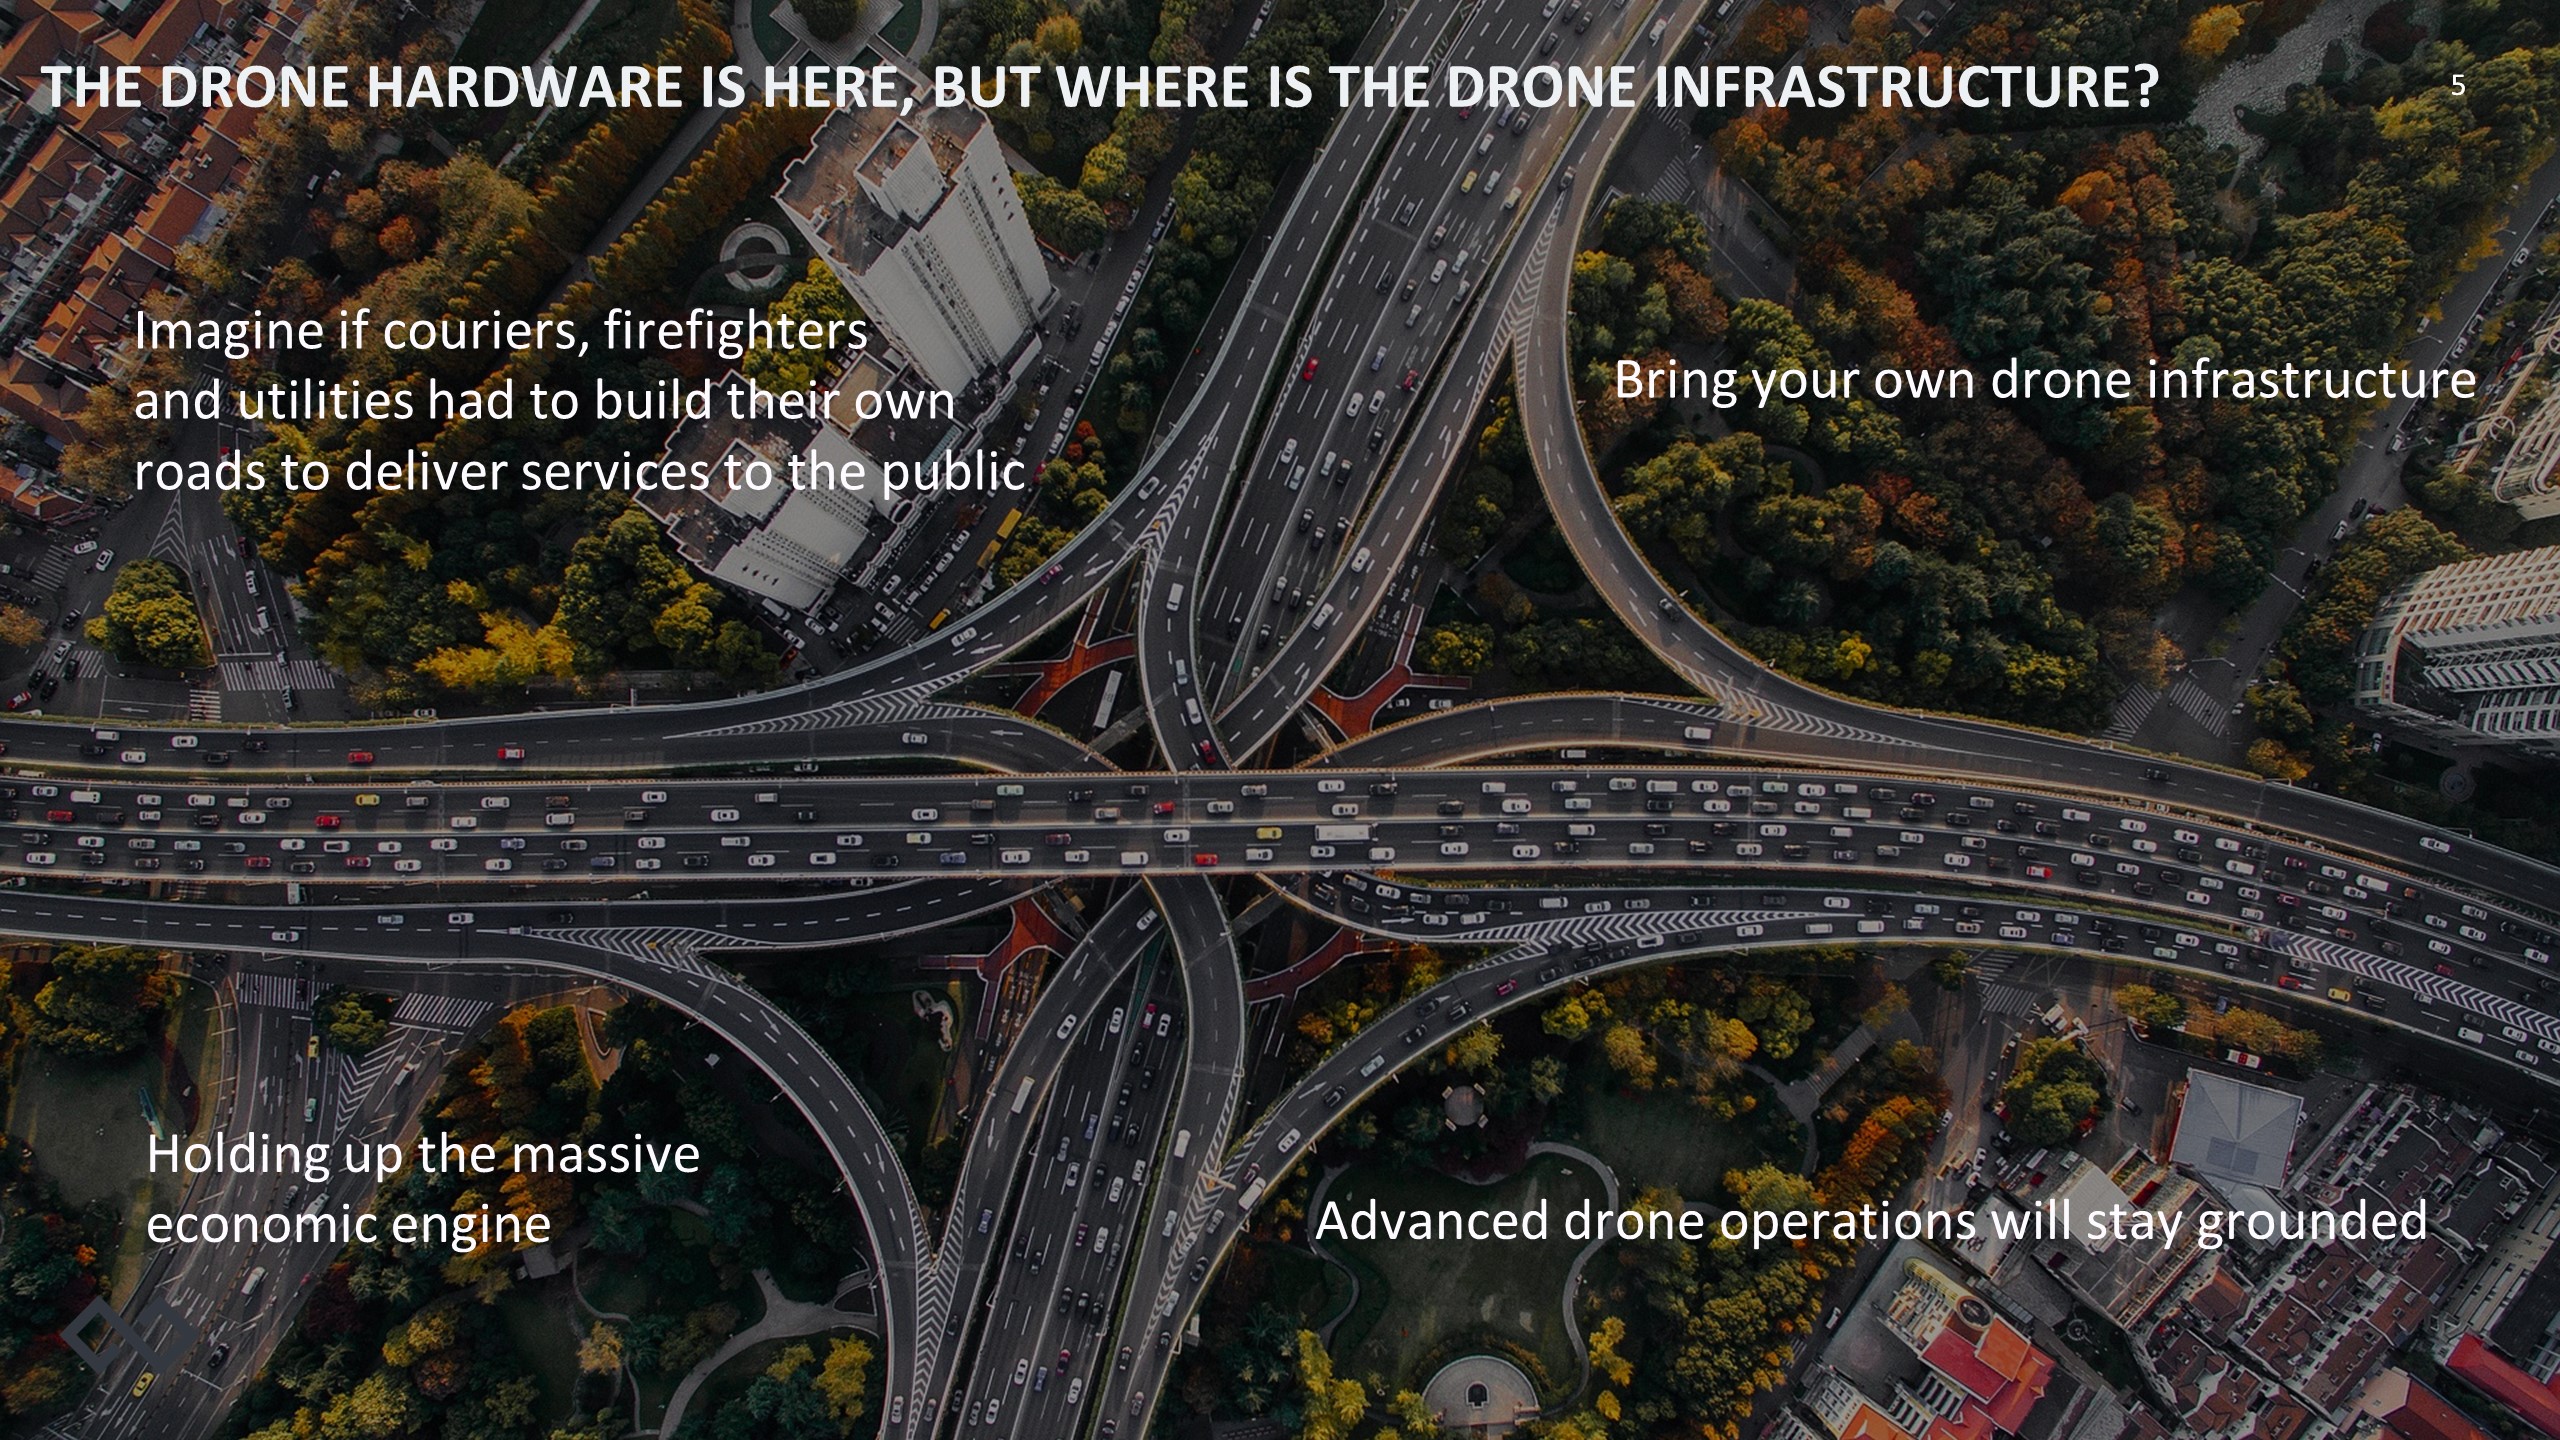 THE DRONE HARDWARE IS HERE, BUT WHERE IS THE DRONE INFRASTRUCTURE?
5
Imagine if couriers, firefighters
and utilities had to build their own
roads to deliver services to the public
Bring your own drone infrastructure
Holding up the massive
economic engine
Advanced drone operations will stay grounded